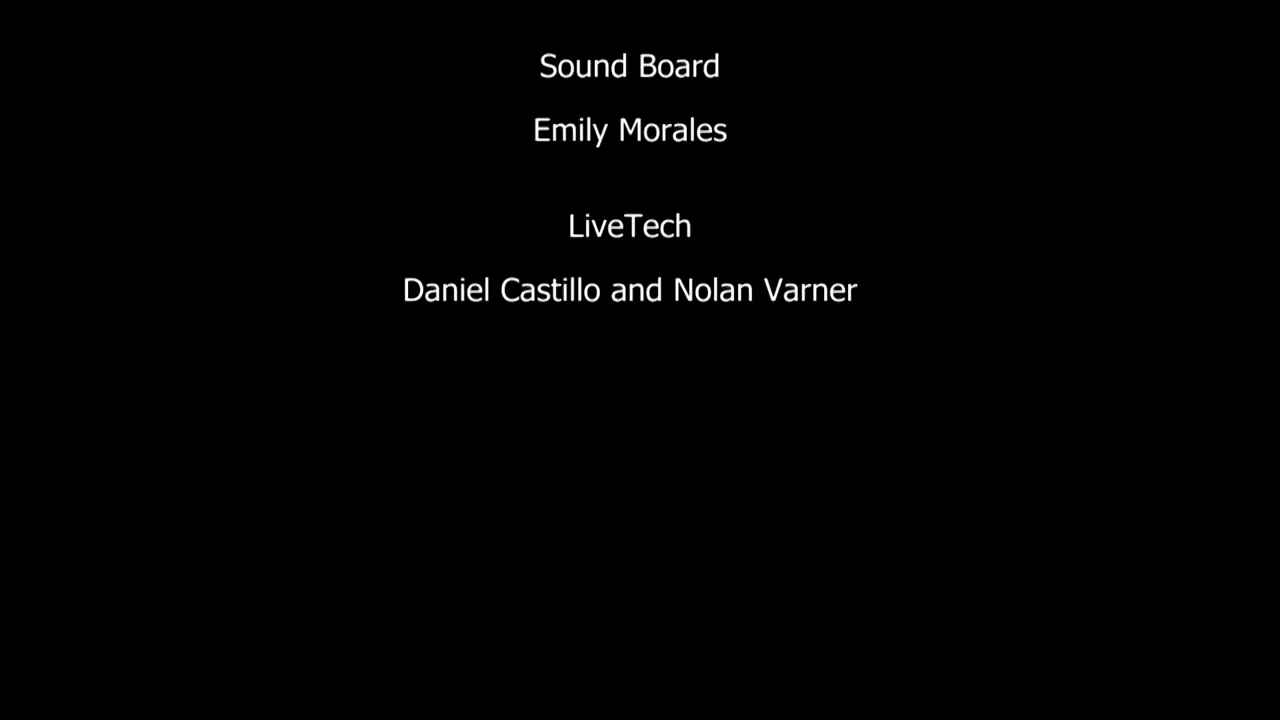 Sound Board
Emily Morales
LiveTech
Daniel Castillo and Nolan Varner